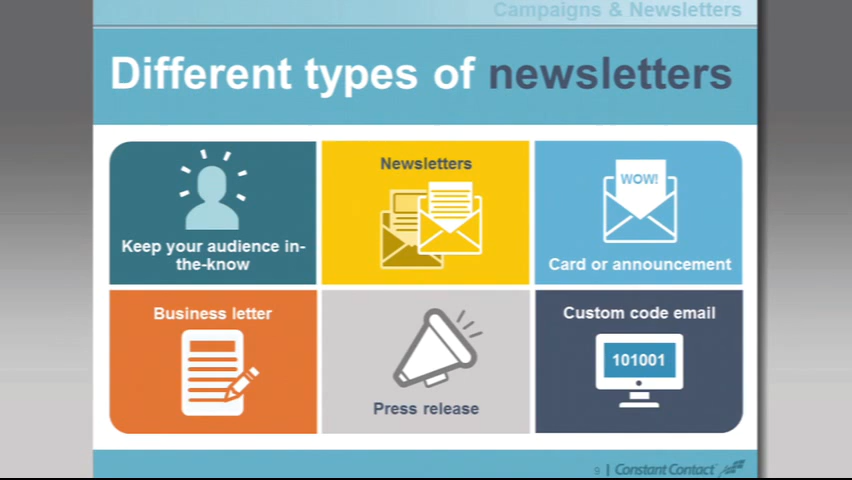 Campaigns & Newsletters
Different types of newsletters
Keep your audience in-
the-know
Newsletters
WOW!
Card or announcement
Business letter
Press release
Custom code email
101001
9 | Constant Contact